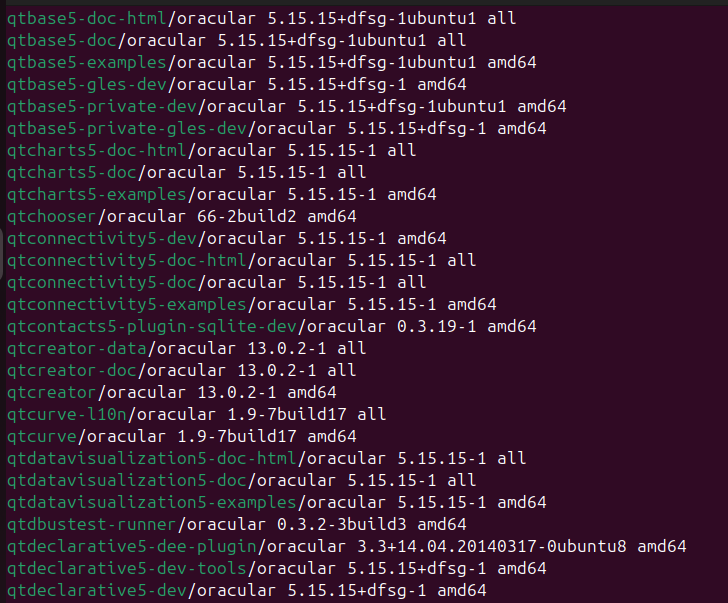 qtbase5-doc-html/oracular 5.15.15+dfsg-1ubuntu1 all
qtbase5-doc/oracular 5.15.15+dfsg-1ubuntu1 all
qtbase5-examples/oracular 5.15.15+dfsg-1ubuntu1 amd64
qtbase5-gles-dev/oracular 5.15.15+dfsg-1 amd64
qtbase5-private-dev/oracular 5.15.15+dfsg-1ubuntu1 amd64
qtbase5-private-gles-dev/oracular 5.15.15+dfsg-1 amd64
qtcharts5-doc-html/oracular 5.15.15-1 all
qtcharts5-doc/oracular 5.15.15-1 all
qtcharts5-examples/oracular 5.15.15-1 amd64
qtchooser/oracular 66-2build2 amd64
qtconnectivity5-dev/oracular 5.15.15-1 amd64
qtconnectivity5-doc-html/oracular 5.15.15-1 all
qtconnectivity5-doc/oracular 5.15.15-1 all
qtconnectivity5-examples/oracular 5.15.15-1 amd64
qtcontacts5-plugin-sqlite-dev/oracular 0.3.19-1 amd64
qtcreator-data/oracular 13.0.2-1 all
qtcreator-doc/oracular 13.0.2-1 all
qtcreator/oracular 13.0.2-1 amd64
qtcurve-l10n/oracular 1.9-7build17 all
qtcurve/oracular 1.9-7build17 amd64
qtdatavisualization5-doc-html/oracular 5.15.15-1 all
qtdatavisualization5-doc/oracular 5.15.15-1 all
qtdatavisualization5-examples/oracular 5.15.15-1 amd64
qtdbustest-runner/oracular 0.3.2-3build3 amd64
qtdeclarative5-dee-plugin/oracular 3.3+14.04.20140317-0ubuntu8 amd64
qtdeclarative5-dev-tools/oracular 5.15.15+dfsg-1 amd64
qtdeclarative5-dev/oracular 5.15.15+dfsg-1 amd64